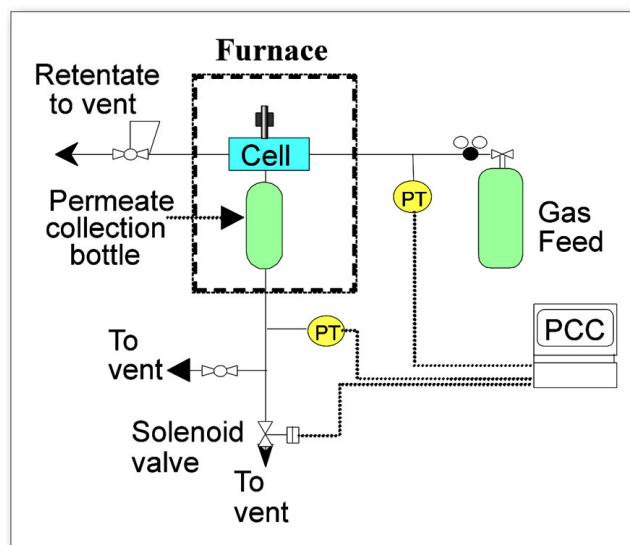 Furnace
Retentate
to vent
Cell
Permeate
collection
bottle
PT
Gas
Feed
PT
PCC
To
vent
Solenoid
valve
To
vent